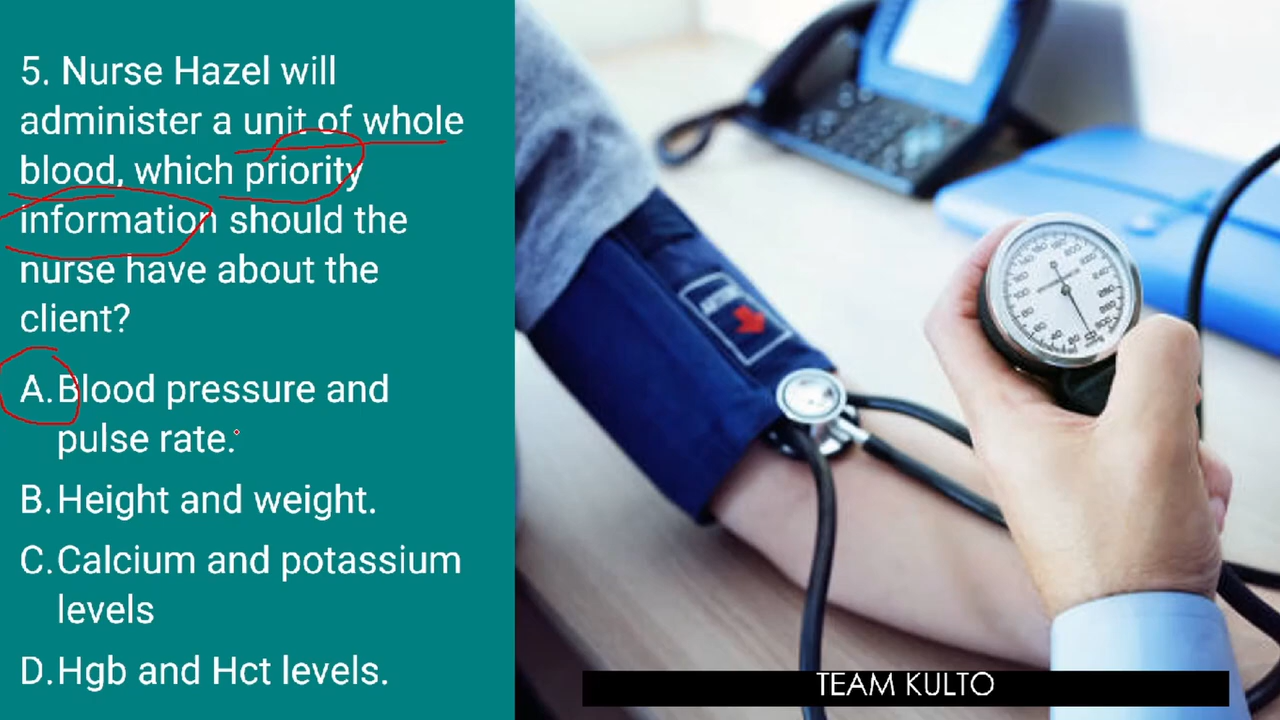 5. Nurse Hazel will
administer a unit of whole
blood, which priority
information should the
nurse have about the
client?
A. Blood pressure and
pulse rate.
B. Height and weight.
C. Calcium and potassium
levels
D. Hgb and Hct levels.
TEAM KULTO